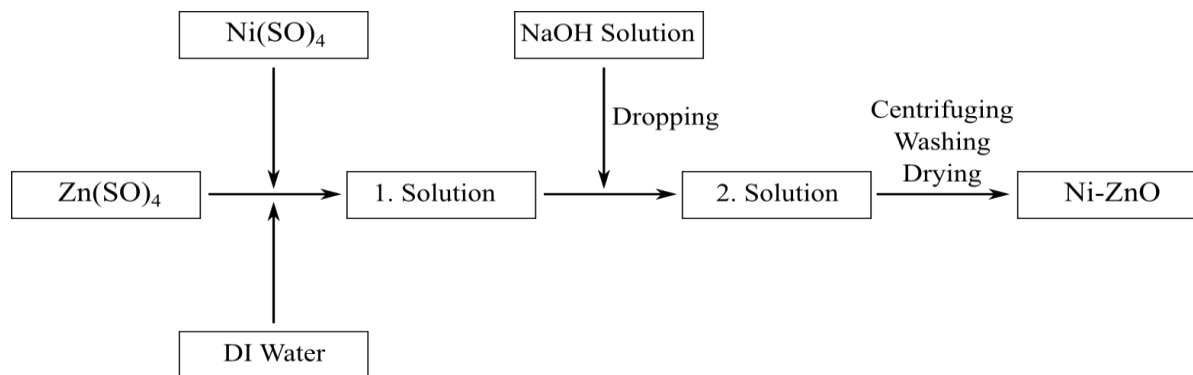 Ni(SO)₄
NaOH Solution
Dropping
Centrifuging
Washing
Drying
Zn(SO)₄
1. Solution
2. Solution
Ni-ZnO
DI Water